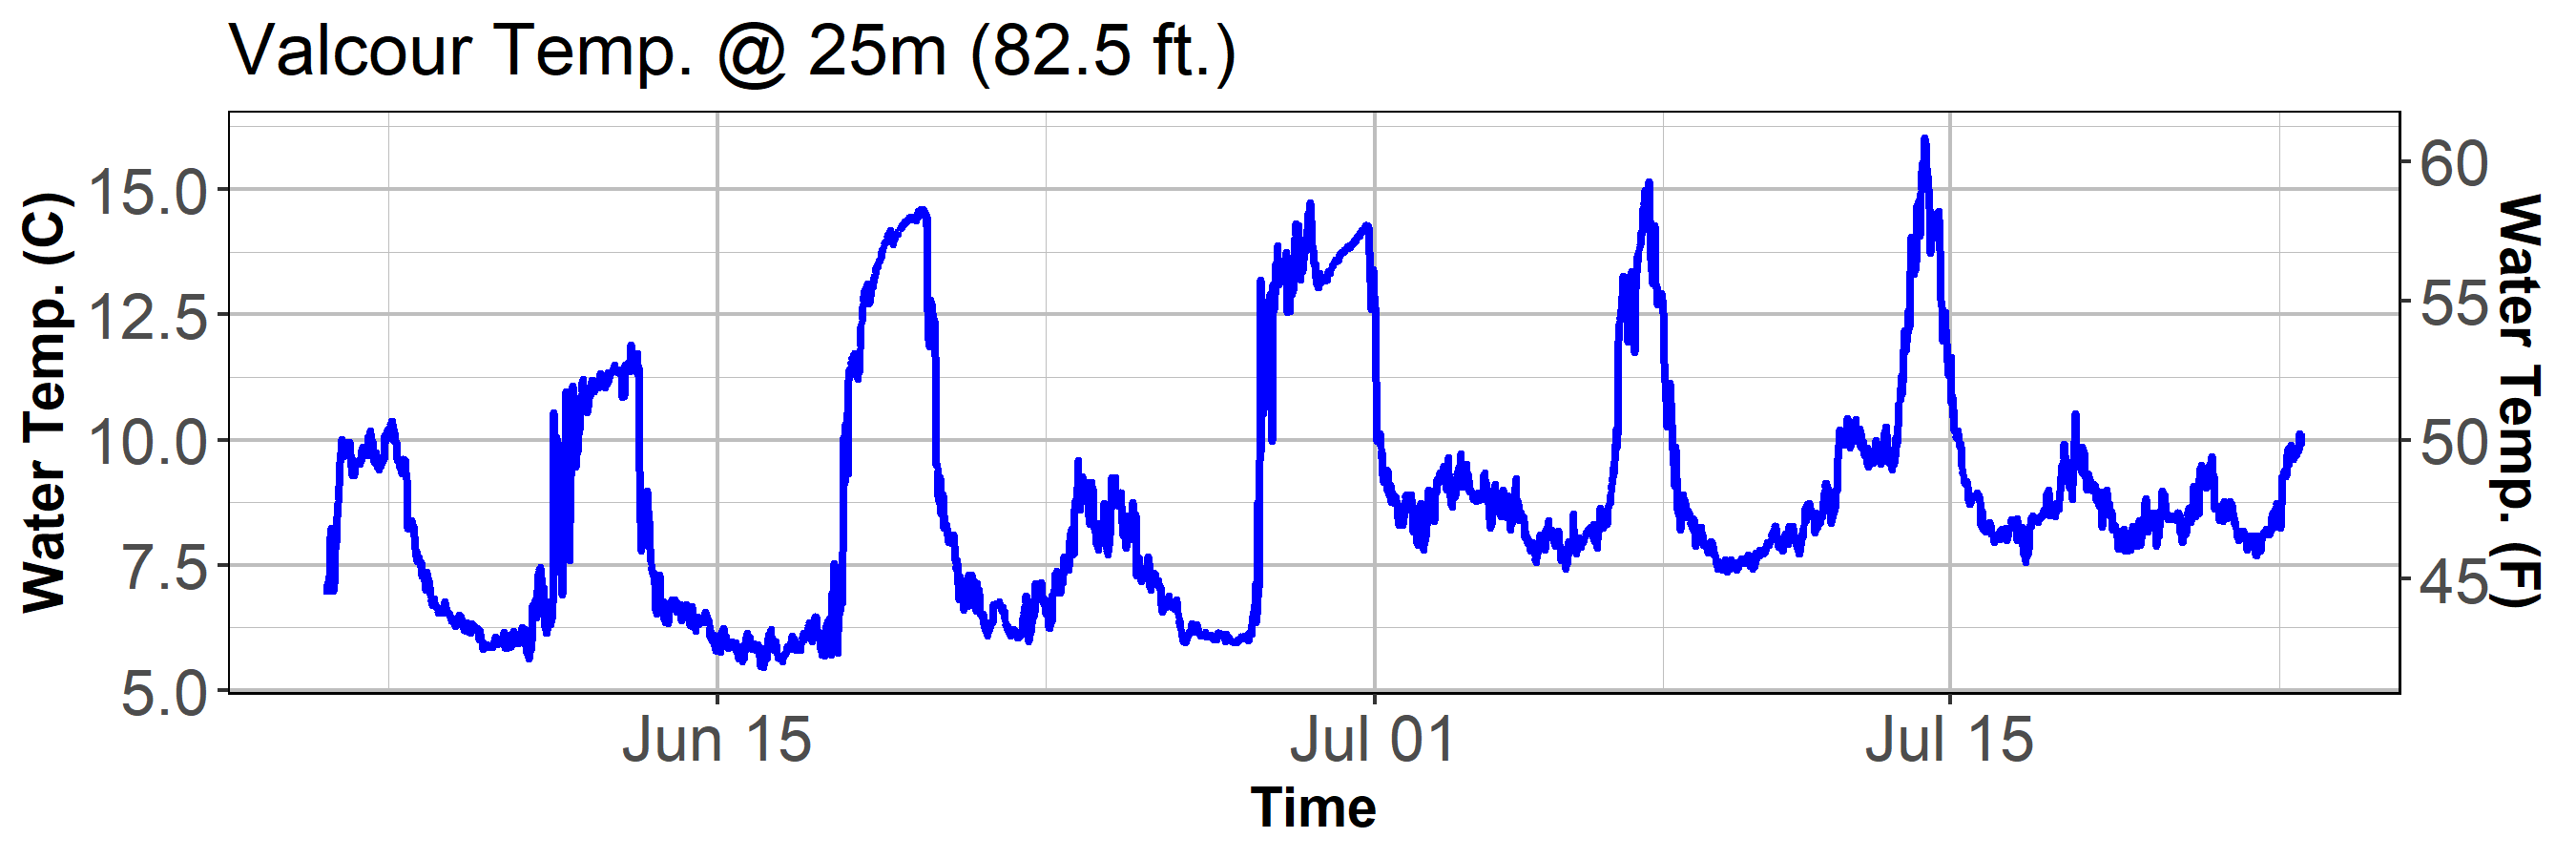 Valcour Temp. @ 25m (82.5 ft.)
Water Temp. (C)
15.0
12.5
10.0
7.5
5.0
60
55
50
45
Water Temp. (F)
Jun 15
Jul 01
Jul 15
Time